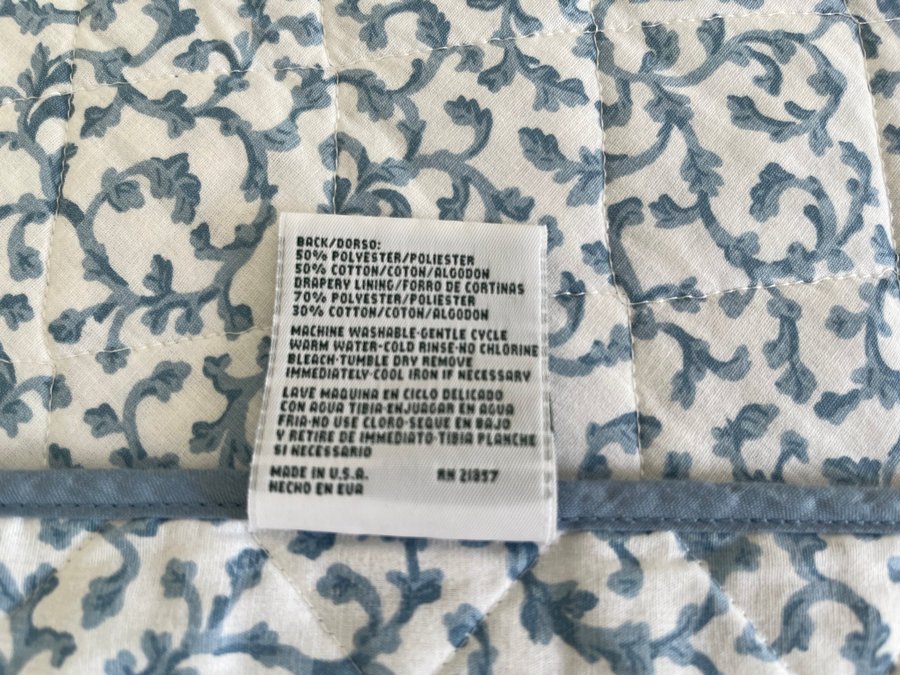 BACK/DORSO:
50% POLYESTER/POLIESTER
50% COTTON/COTON/ALGODON
DRAPERY LINING/FORRO DE CORTINAS
70% POLYESTER/POLIESTER
30% COTTON/COTON/ALGODON
MACHINE WASHABLE-GENTLE CYCLE
WARM WATER-COLD RINSE-NO CHLORINE
BLEACH-TUMBLE DRY REMOVE
IMMEDIATELY-COOL IRON IF NECESSARY
LAVE MAQUINA EN CICLO DELICADO
CON AGUA TIBIA-ENJUAGAR EN AGUA
FRIA-NO USE CLORO-SEQUE EN BAJO
Y RETIRE DE IMMEDIATO-TIBIA PLANCHE
SI NECESSARIO
MADE IN U.S.A. RN 21857
HECHO EN EUA